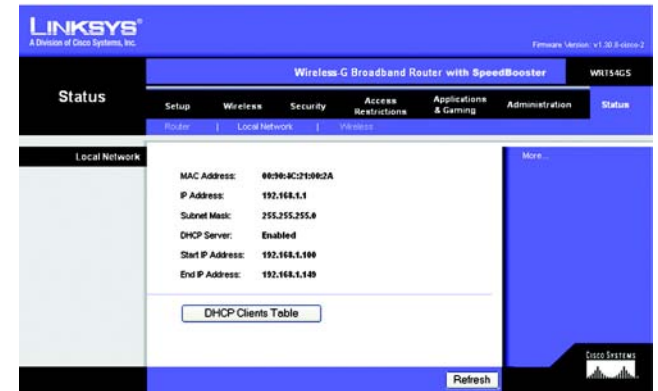 LINKSYS®
A Division of Cisco Systems, Inc.
Firmware Version: v1.30.8-cisco-2
Wireless-G Broadband Router with SpeedBooster
WRT54GS
Status
Setup
Wireless
Security
Access Restrictions
Applications & Gaming
Administration
Status
Router | Local Network | Wireless
Local Network
More...
MAC Address: 00:90:4C:21:00:2A
IP Address: 192.168.1.1
Subnet Mask: 255.255.255.0
DHCP Server: Enabled
Start IP Address: 192.168.1.100
End IP Address: 192.168.1.149
DHCP Clients Table
Refresh
CISCO SYSTEMS